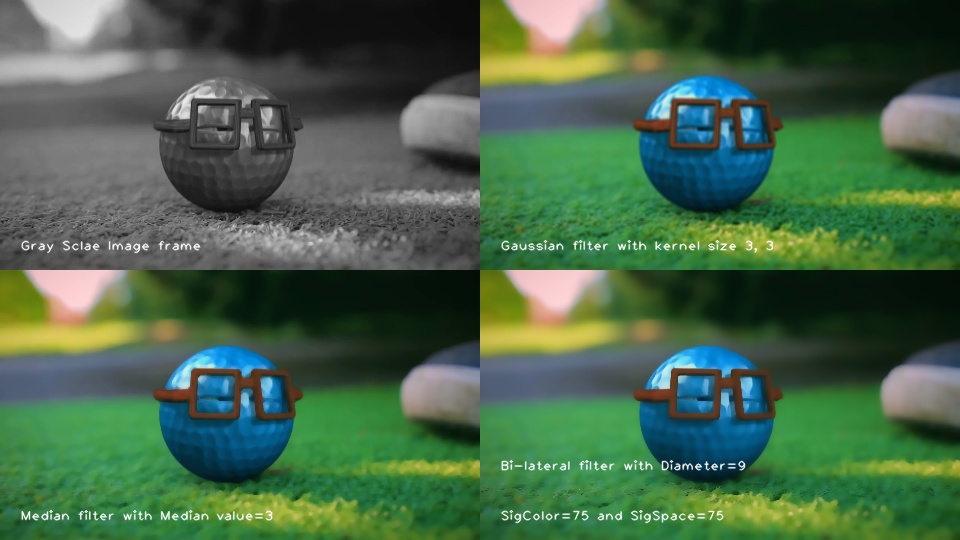 Gray Sclae Image frame
Gaussian filter with kernel size 3, 3
Median filter with Median value=3
Bi-lateral filter with Diameter=9
SigColor=75 and SigSpace=75